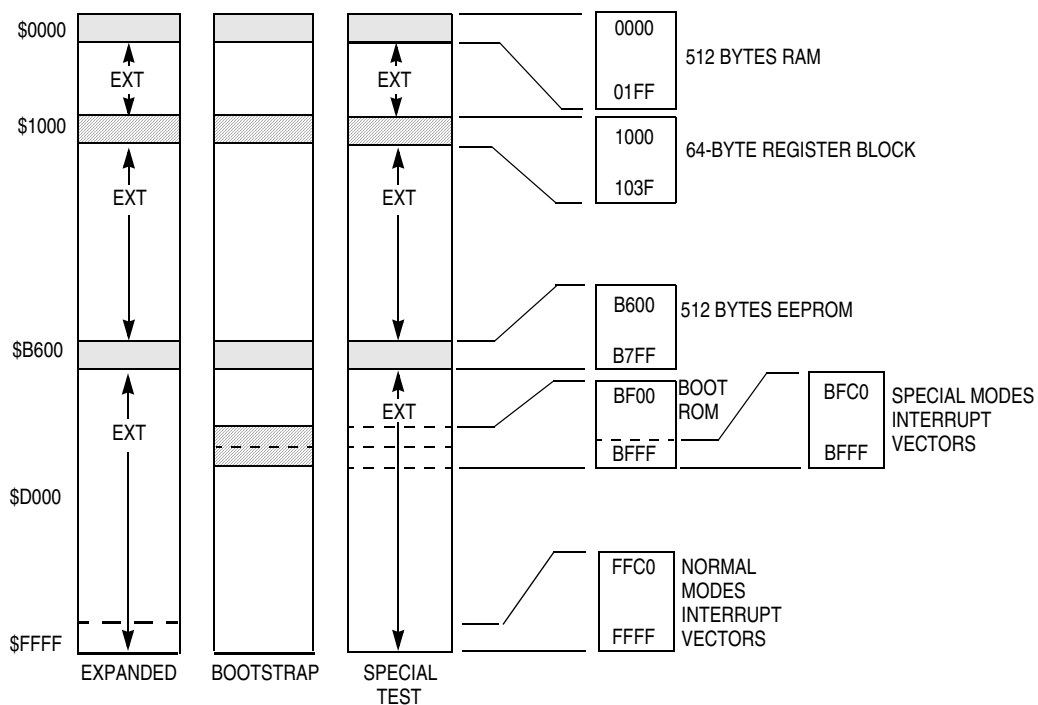 $0000
EXT
EXT
0000
01FF
512 BYTES RAM
$1000
EXT
EXT
1000
103F
64-BYTE REGISTER BLOCK
$B600
EXT
EXT
B600
B7FF
512 BYTES EEPROM
BF00
BFFF
BOOT
ROM
BFC0
BFFF
SPECIAL MODES
INTERRUPT
VECTORS
$D000
FFC0
FFFF
NORMAL
MODES
INTERRUPT
VECTORS
$FFFF
EXPANDED
BOOTSTRAP
SPECIAL
TEST